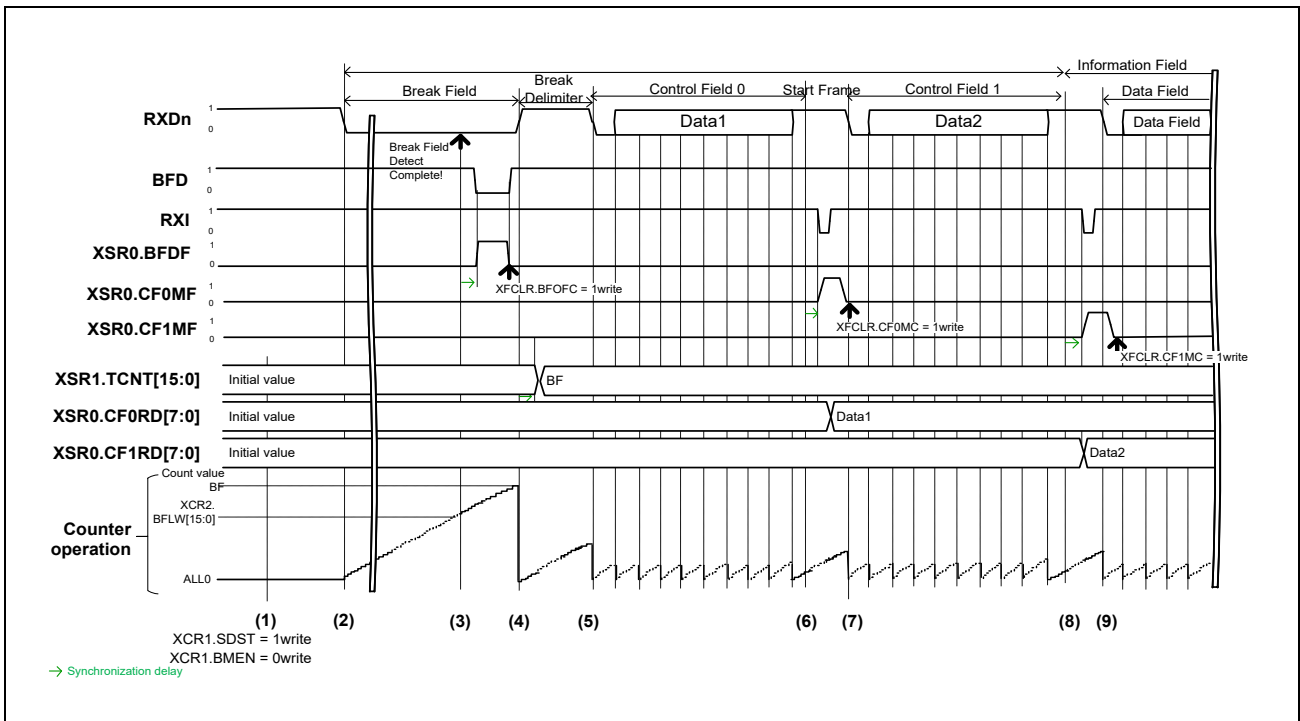 Information Field
Break Field
Break
Delimiter
Control Field 0
Start Frame
Control Field 1
Data Field
RXDn
1
0
Data1
Data2
Data Field
Break Field
Detect
Complete!
BFD
1
0
RXI
1
0
XSR0.BFDF
1
0
XFCLR.BFOFC = 1write
XSR0.CF0MF
1
0
XFCLR.CF0MC = 1write
XSR0.CF1MF
1
0
XFCLR.CF1MC = 1write
XSR1.TCNT[15:0]
Initial value
BF
XSR0.CF0RD[7:0]
Initial value
Data1
XSR0.CF1RD[7:0]
Initial value
Data2
Count value
BF
XCR2.
BFLW[15:0]
Counter
operation
ALL0
(1) (2) (3) (4) (5) (6) (7) (8) (9)
XCR1.SDST = 1write
XCR1.BMEN = 0write
Synchronization delay